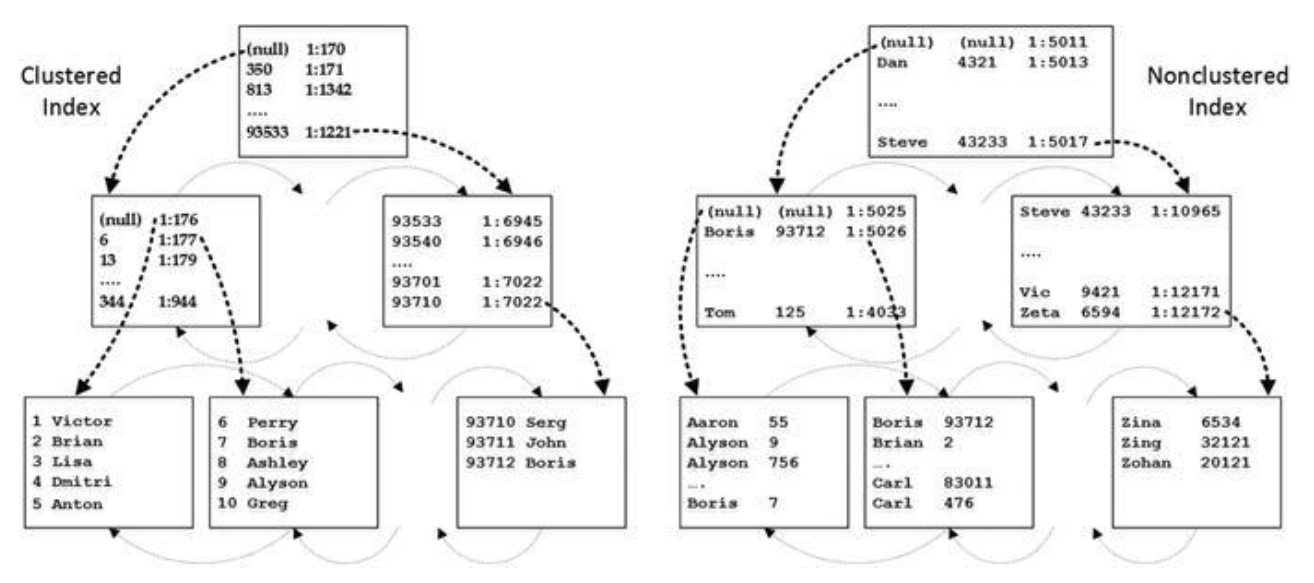 Clustered
Index
(null) 1:170
350 1:171
813 1:1342
....
93533 1:1221
(null) 1:176
6 1:177
13 1:179
....
344 1:944
93533 1:6945
93540 1:6946
....
93701 1:7022
93710 1:7022
1 Victor
2 Brian
3 Lisa
4 Dmitri
5 Anton
6 Perry
7 Boris
8 Ashley
9 Alyson
10 Greg
93710 Serg
93711 John
93712 Boris
Nonclustered
Index
(null) (null) 1:5011
Dan 4321 1:5013
....
Steve 43233 1:5017
(null) (null) 1:5025
Boris 93712 1:5026
....
Tom 125 1:4033
Steve 43233 1:10965
....
Vic 9421 1:12171
Zeta 6594 1:12172
Aaron 55
Alyson 9
Alyson 756
....
Boris 7
Boris 93712
Brian 2
....
Carl 83011
Carl 476
Zina 6534
Zing 32121
Zohan 20121